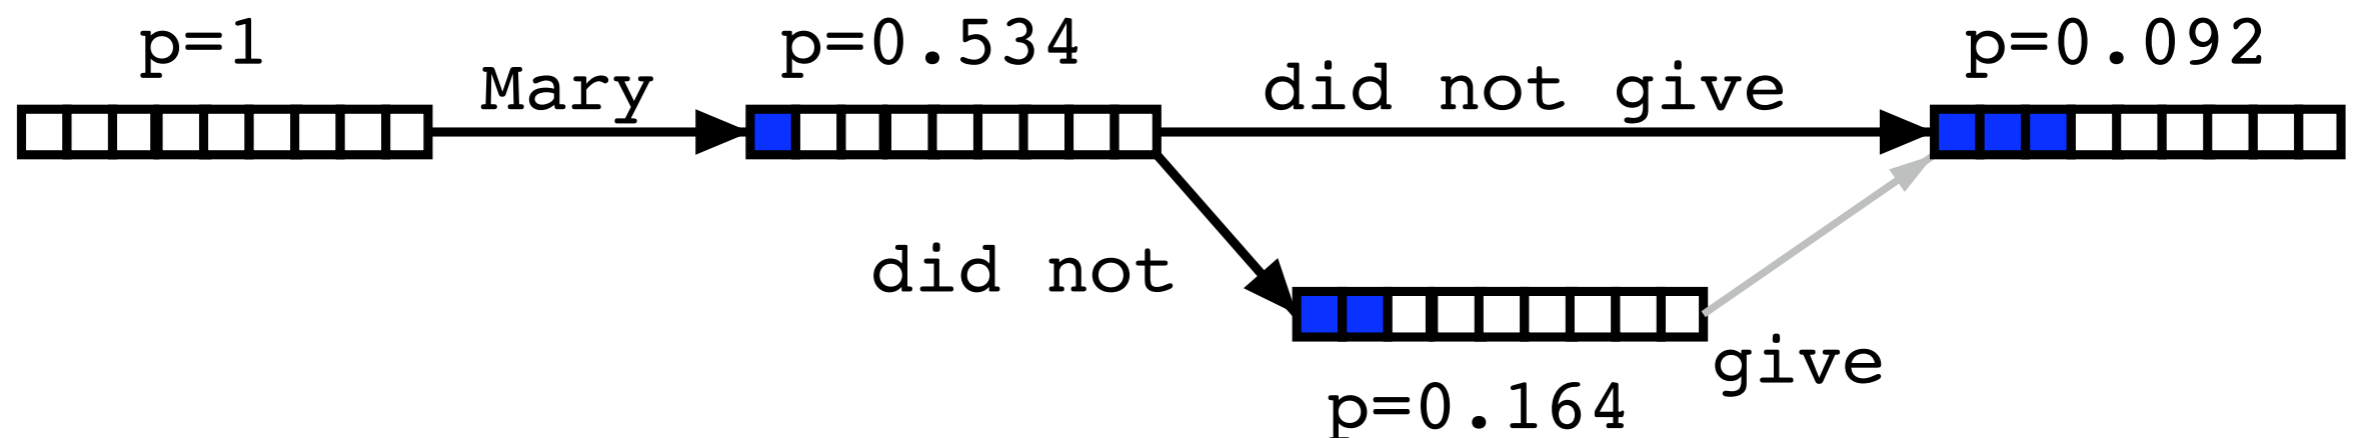 p=1
p=0.534
p=0.092
Mary
did not give
did not
give
p=0.164